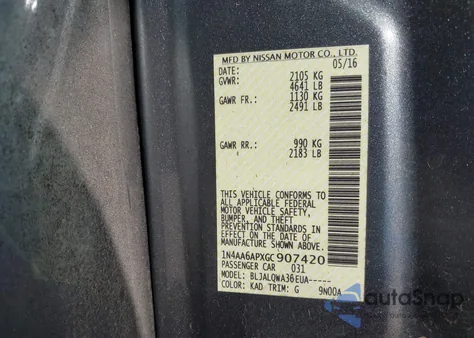 MFD BY NISSAN MOTOR CO., LTD.
DATE: 05/16
GVWR: 2105 KG
4641 LB
GAWR FR.: 1130 KG
2491 LB
GAWR RR.: 990 KG
2183 LB
THIS VEHICLE CONFORMS TO
ALL APPLICABLE FEDERAL
MOTOR VEHICLE SAFETY,
BUMPER, AND THEFT
PREVENTION STANDARDS IN
EFFECT ON THE DATE OF
MANUFACTURE SHOWN ABOVE.
1N4AA6APXGC907420
PASSENGER CAR 031
MODEL: BLJALQWA36EUA-----
COLOR: KAD TRIM: G 9N00A
autoSnap